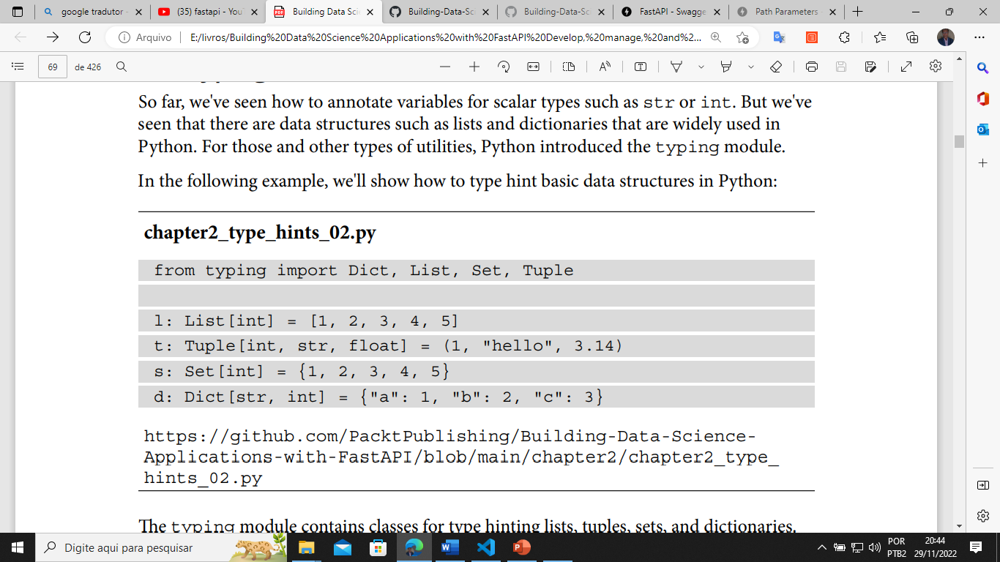 google tradutor -
(35) fastapi - You
Building Data Scie
Building-Data-Sc
Building-Data-Sc
FastAPI - Swagge
Path Parameters -
Arquivo
E:/livros/Building%20Data%20Science%20Applications%20with%20FastAPI%20Develop,%20manage,%20and%2...
69
de 426
So far, we've seen how to annotate variables for scalar types such as str or int. But we've
seen that there are data structures such as lists and dictionaries that are widely used in
Python. For those and other types of utilities, Python introduced the typing module.
In the following example, we'll show how to type hint basic data structures in Python:
chapter2_type_hints_02.py
from typing import Dict, List, Set, Tuple
l: List[int] = [1, 2, 3, 4, 5]
t: Tuple[int, str, float] = (1, "hello", 3.14)
s: Set[int] = {1, 2, 3, 4, 5}
d: Dict[str, int] = {"a": 1, "b": 2, "c": 3}
https://github.com/PacktPublishing/Building-Data-Science-
Applications-with-FastAPI/blob/main/chapter2/chapter2_type_
hints_02.py
The typing module contains classes for type hinting lists, tuples, sets, and dictionaries.
Digite aqui para pesquisar
POR
PTB2
20:44
29/11/2022